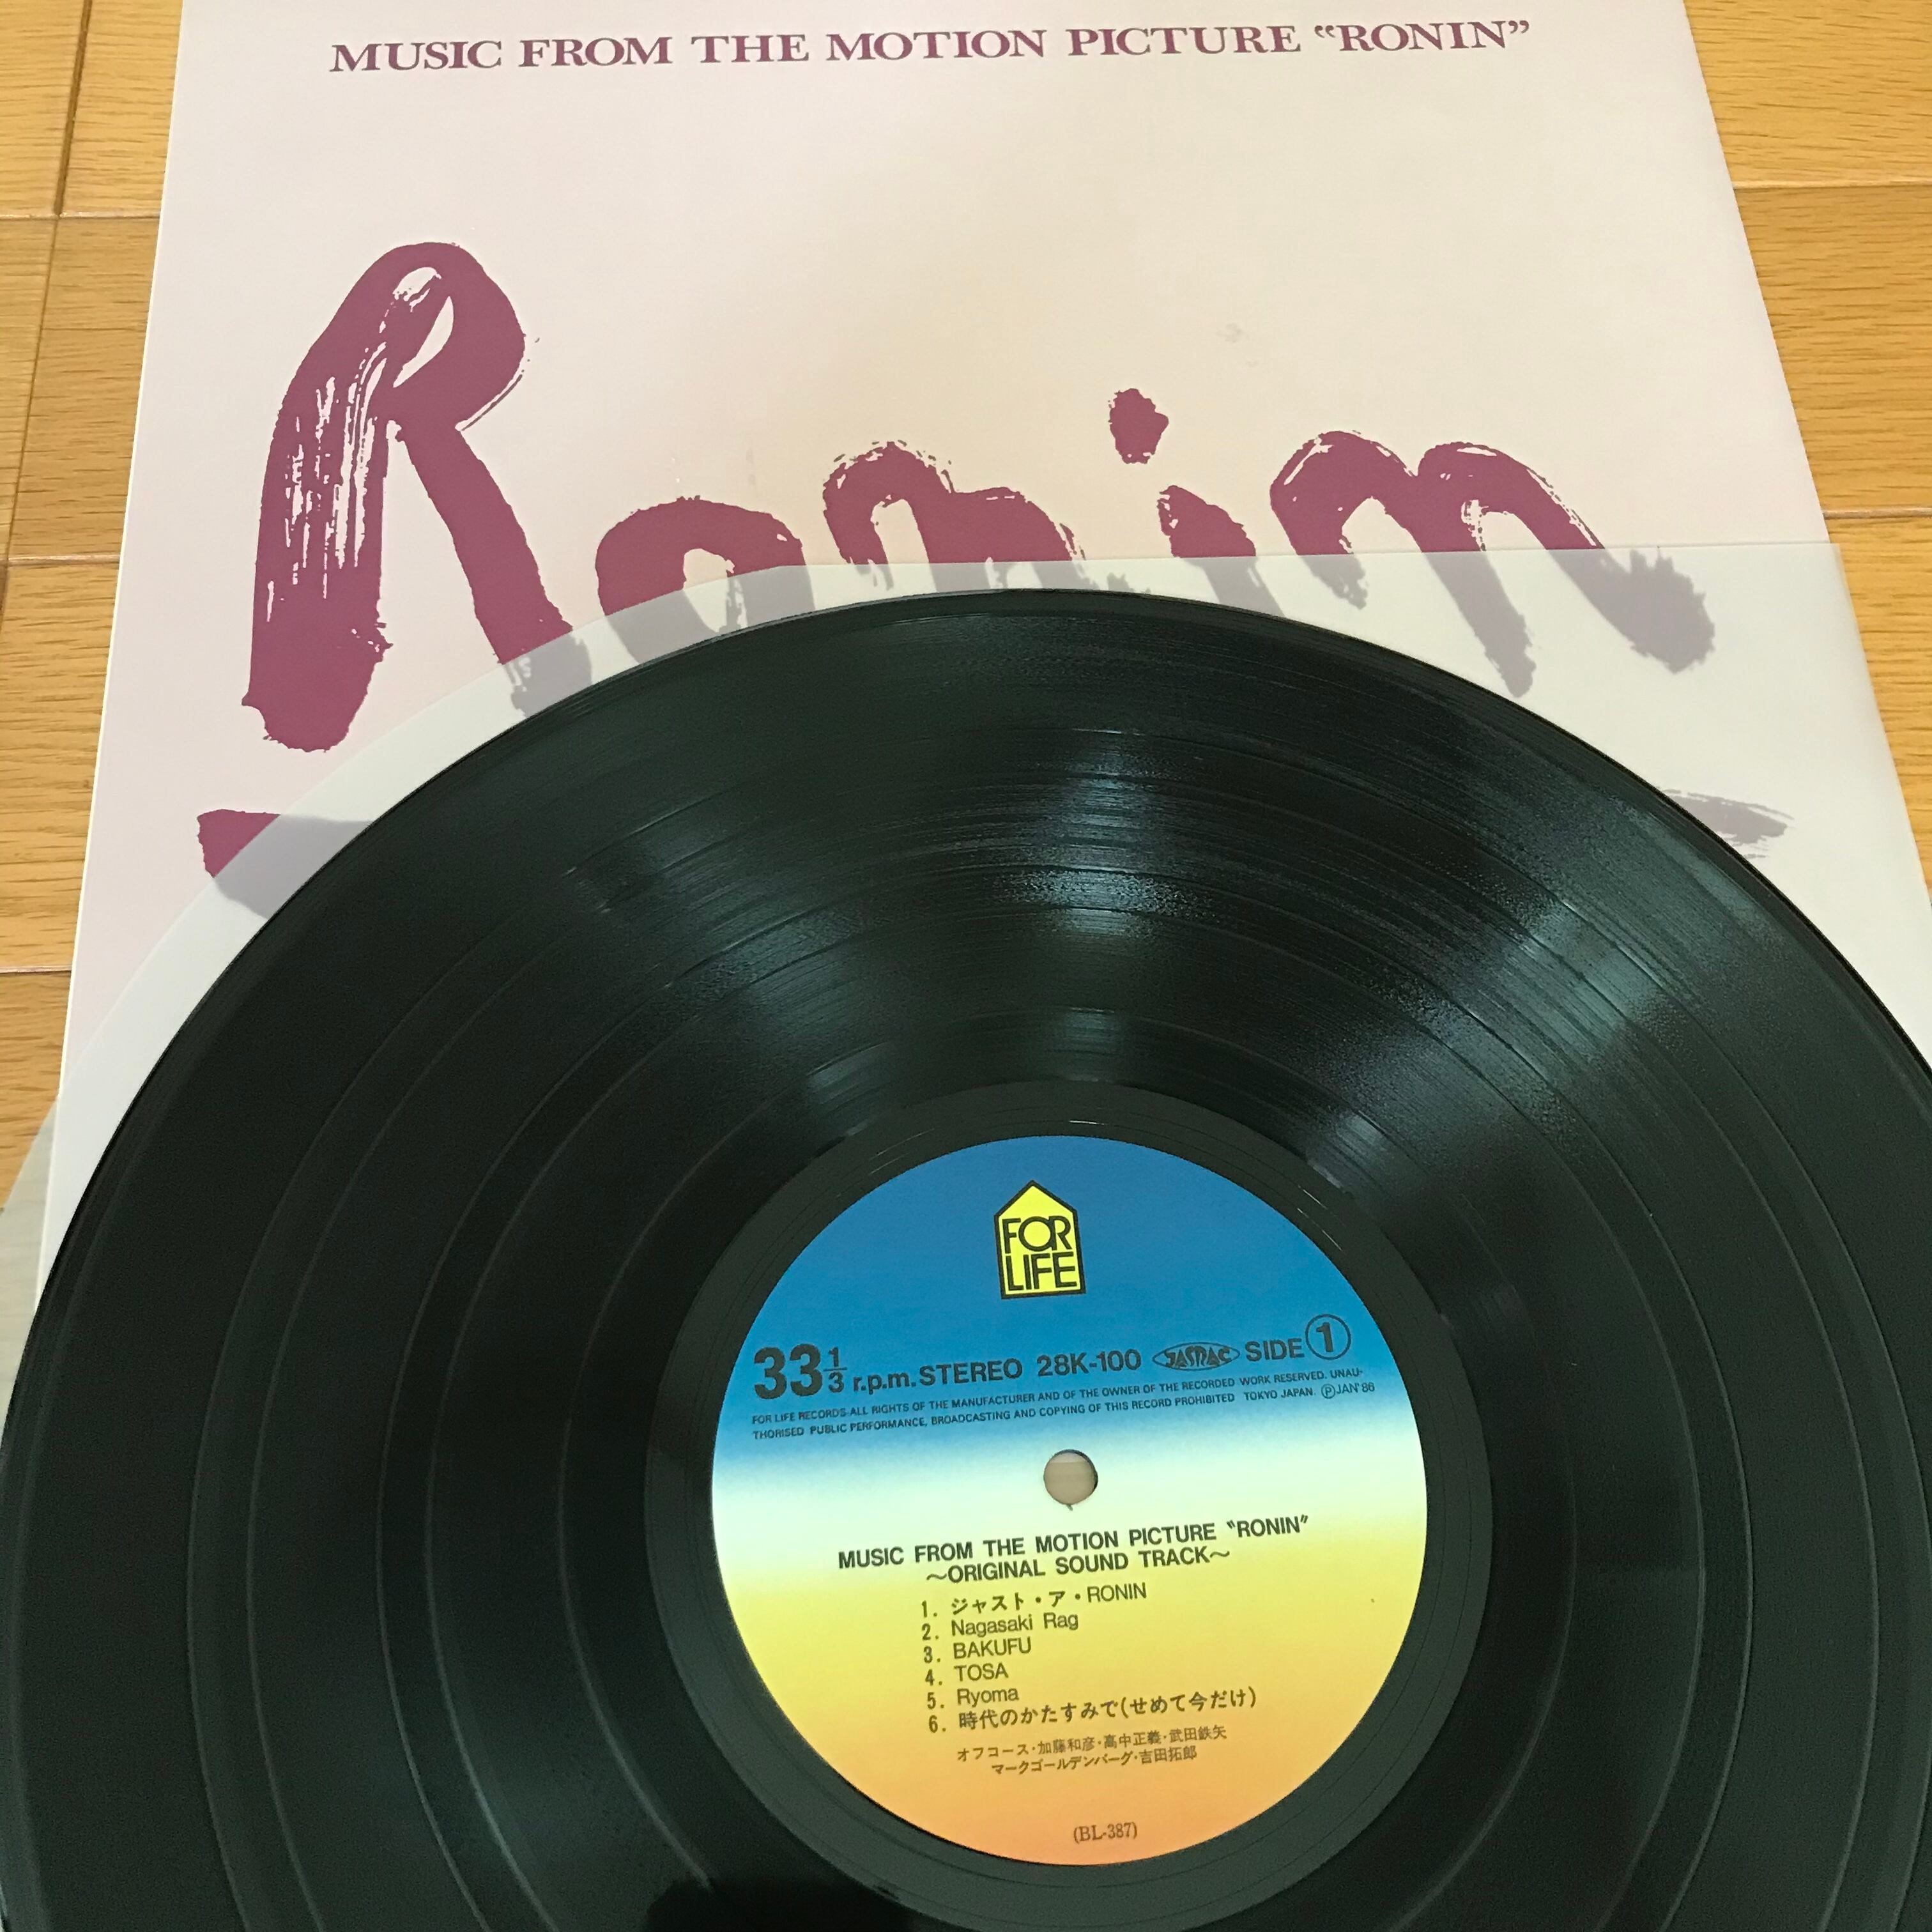 MUSIC FROM THE MOTION PICTURE “RONIN”
Ronin
FOR
LIFE
33 1/3 r.p.m. STEREO 28K-100 JASRAC SIDE 1
FOR LIFE RECORDS-ALL RIGHTS OF THE MANUFACTURER AND OF THE OWNER OF THE RECORDED WORK RESERVED. UNAU-
THORISED PUBLIC PERFORMANCE, BROADCASTING AND COPYING OF THIS RECORD PROHIBITED TOKYO JAPAN. ℗JAN'86
MUSIC FROM THE MOTION PICTURE “RONIN”
〜ORIGINAL SOUND TRACK〜
1. ジャスト・ア・RONIN
2. Nagasaki Rag
3. BAKUFU
4. TOSA
5. Ryoma
6. 時代のかたすみで(せめて今だけ)
オフコース・加藤和彦・高中正義・武田鉄矢
マークゴールデンバーグ・吉田拓郎
(BL-387)